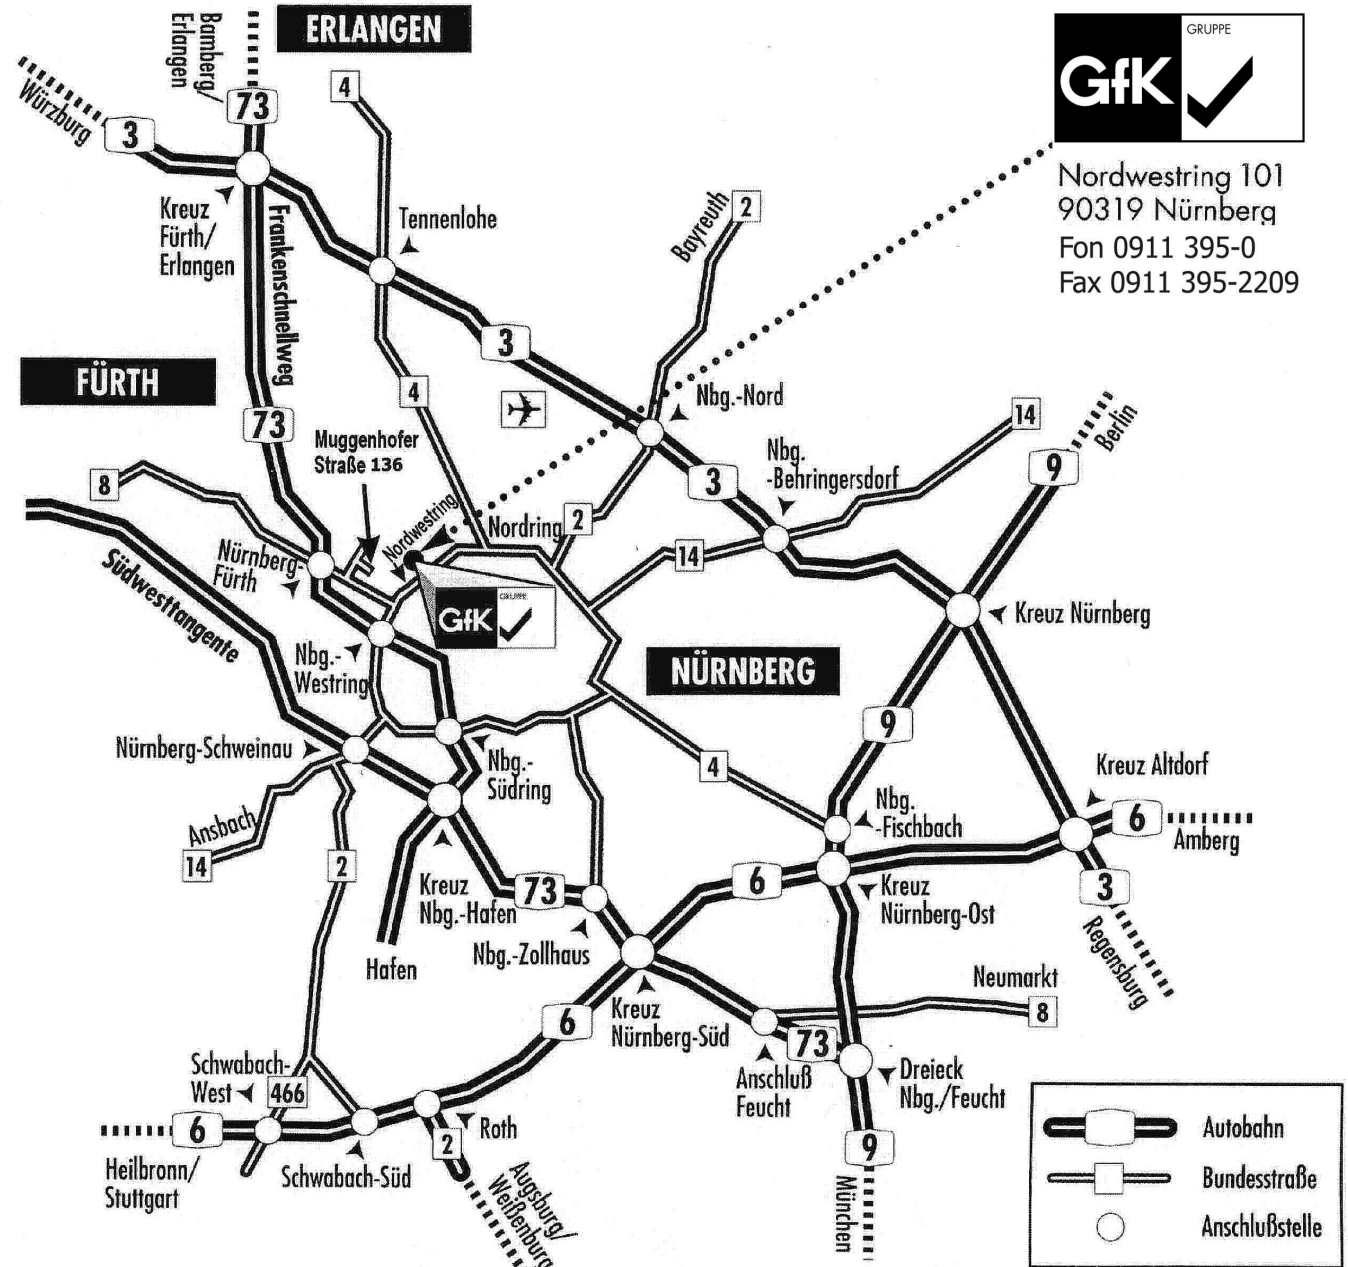 ERLANGEN
Bamberg/
Erlangen
73
Würzburg
3
4
GfK
GRUPPE
Nordwestring 101
90319 Nürnberg
Fon 0911 395-0
Fax 0911 395-2209
Kreuz
Fürth/
Erlangen
Frankenschnellweg
Tennenlohe
Bayreuth
2
3
FÜRTH
4
73
Nbg.-Nord
14
Berlin
9
Muggenhofer
Straße 136
Nbg.
-Behringersdorf
3
8
Nordwestring
Nordring
2
14
Südwesttangente
Nürnberg-
Fürth
GfK
GRUPPE
Kreuz Nürnberg
Nbg.-
Westring
NÜRNBERG
9
Nürnberg-Schweinau
Nbg.-
Südring
4
Kreuz Altdorf
6
Amberg
Ansbach
14
2
Nbg.
-Fischbach
Kreuz
Nbg.-Hafen
73
6
Kreuz
Nürnberg-Ost
3
Regensburg
Hafen
Nbg.-Zollhaus
Neumarkt
8
6
Kreuz
Nürnberg-Süd
73
Anschluß
Feucht
Dreieck
Nbg./Feucht
Schwabach-
West
466
6
Heilbronn/
Stuttgart
Schwabach-Süd
Roth
2
Augsburg/
Weißenburg
9
München
Autobahn
Bundesstraße
Anschlußstelle